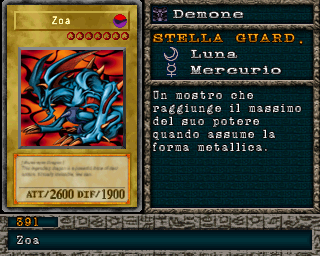 Zoa
ATT/2600 DIF/1900
Demone
STELLA GUARD.
Luna
Mercurio
Un mostro che
raggiunge il massimo
del suo potere
quando assume la
forma metallica.
391
Zoa